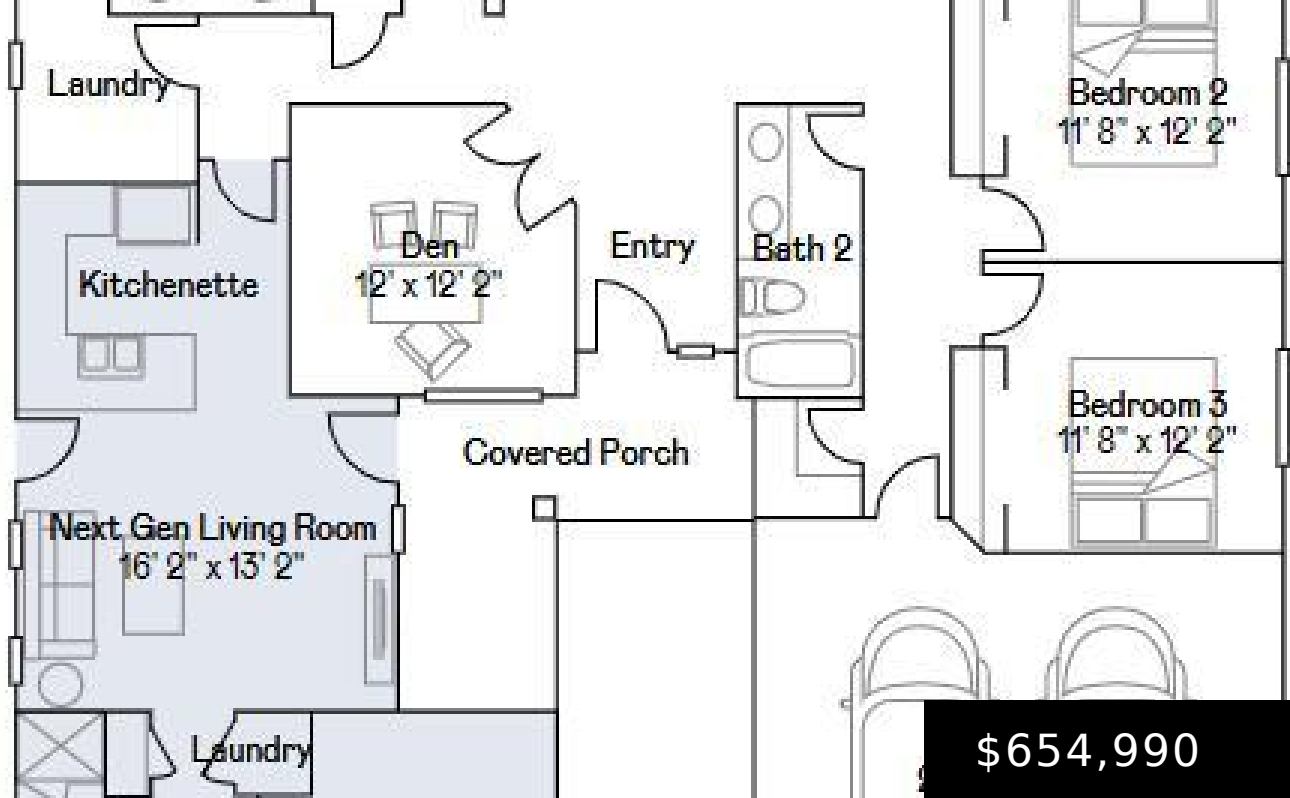 Laundry
Bedroom 2
11' 8" x 12' 2"
Den
12' x 12' 2"
Entry
Bath 2
Kitchenette
Bedroom 3
11' 8" x 12' 2"
Covered Porch
Next Gen Living Room
16' 2" x 13' 2"
Laundry
$654,990